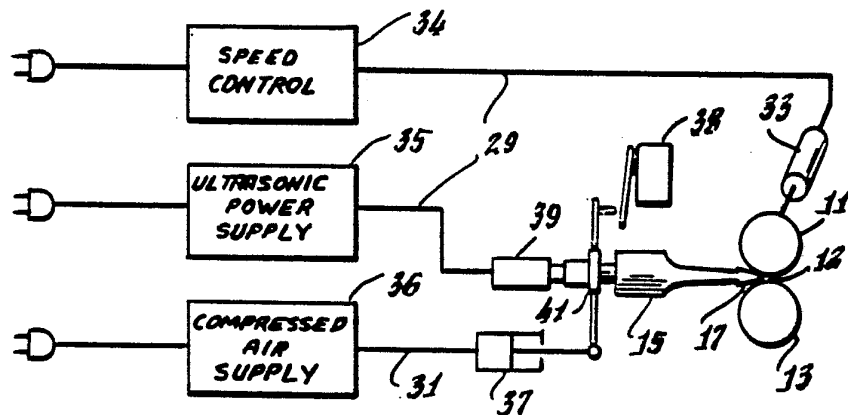 34
SPEED
CONTROL
33
38
35
29
ULTRASONIC
POWER
SUPPLY
39
11
12
36
41
15
17
COMPRESSED
AIR
SUPPLY
31
37
13